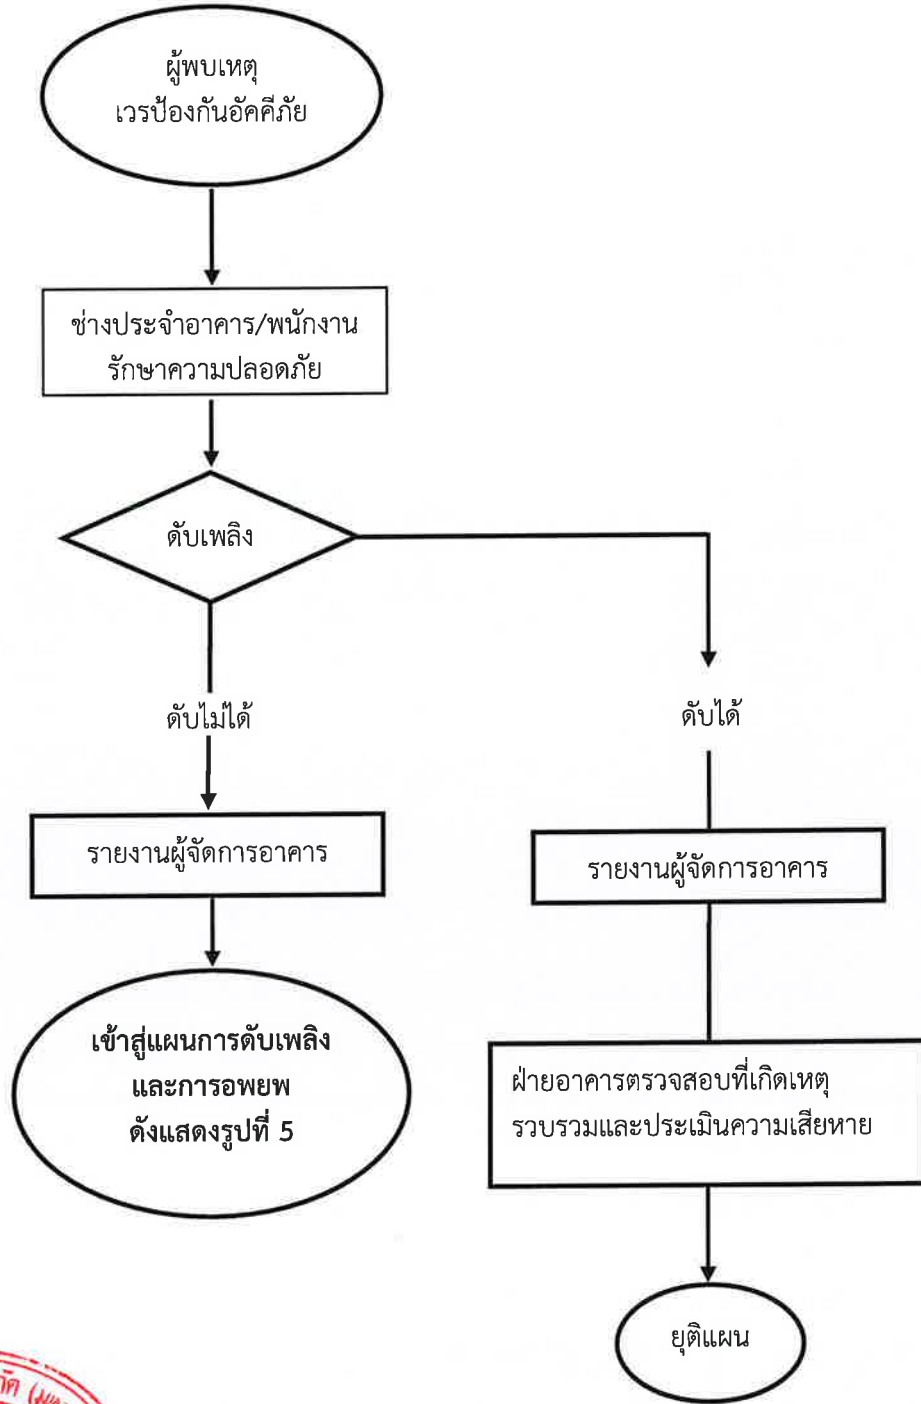 ผู้พบเหตุ
เวรป้องกันอัคคีภัย
ช่างประจำอาคาร/พนักงาน
รักษาความปลอดภัย
ดับเพลิง
ดับไม่ได้
ดับได้
รายงานผู้จัดการอาคาร
รายงานผู้จัดการอาคาร
เข้าสู่แผนการดับเพลิง
และการอพยพ
ดังแสดงรูปที่ 5
ฝ่ายอาคารตรวจสอบที่เกิดเหตุ
รวบรวมและประเมินความเสียหาย
ยุติแผน